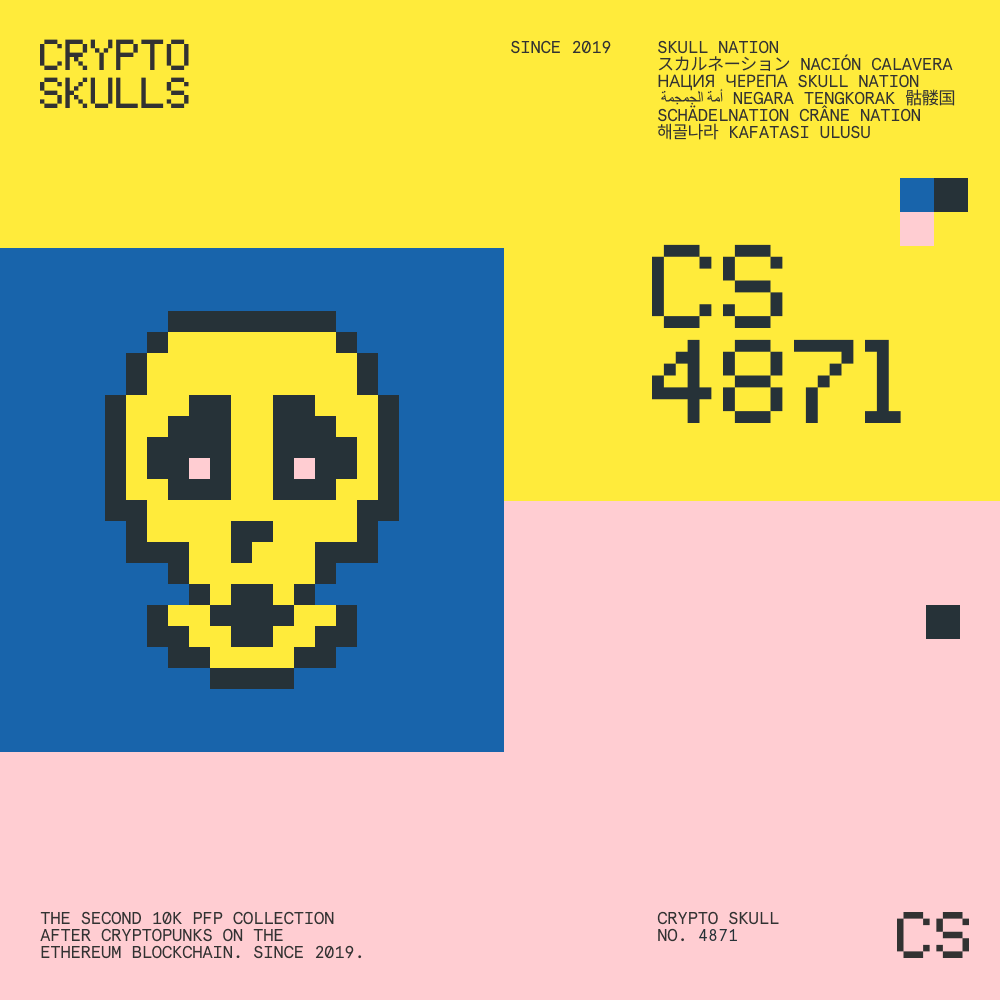 CRYPTO
SKULLS
SINCE 2019
SKULL NATION
スカルネーション NACIÓN CALAVERA
НАЦИЯ ЧЕРЕПА SKULL NATION
أمة الجمجمة NEGARA TENGKORAK 骷髅国
SCHÄDELNATION CRÂNE NATION
해골나라 KAFATASI ULUSU
CS
4871
THE SECOND 10K PFP COLLECTION
AFTER CRYPTOPUNKS ON THE
ETHEREUM BLOCKCHAIN. SINCE 2019.
CRYPTO SKULL
NO. 4871
CS